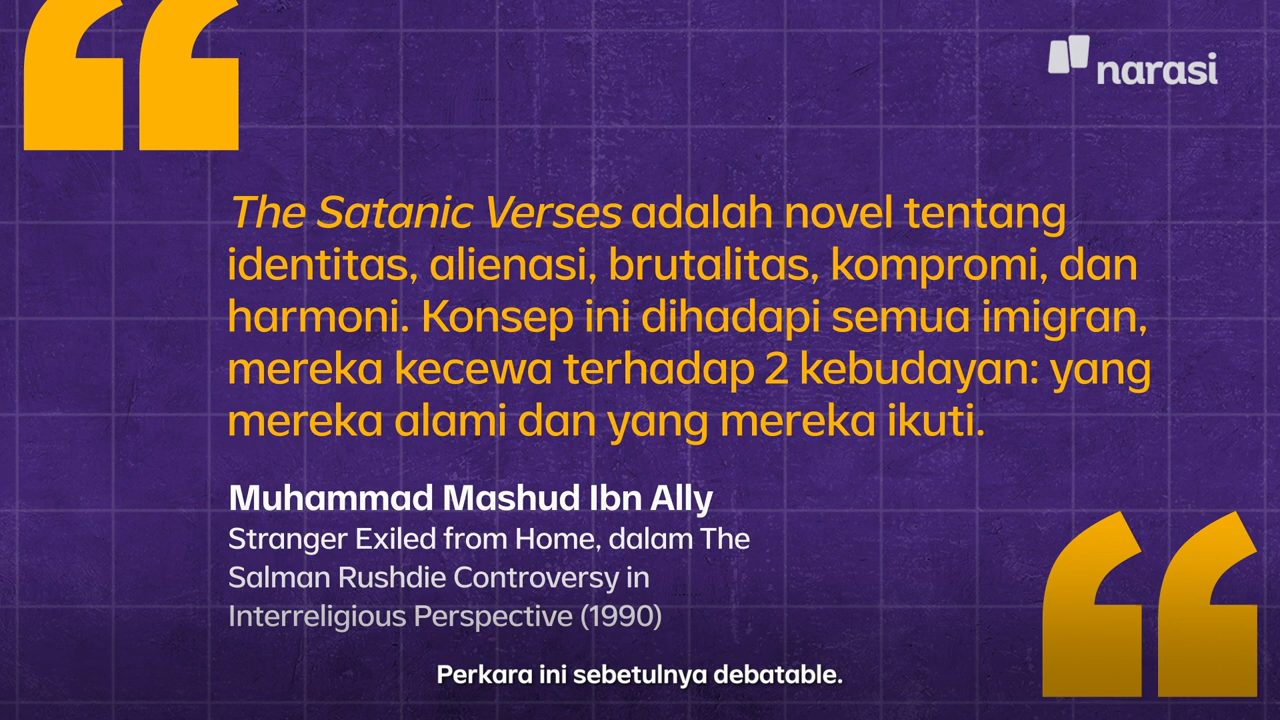 narasi
The Satanic Verses adalah novel tentang
identitas, alienasi, brutalitas, kompromi, dan
harmoni. Konsep ini dihadapi semua imigran,
mereka kecewa terhadap 2 kebudayan: yang
mereka alami dan yang mereka ikuti.
Muhammad Mashud Ibn Ally
Stranger Exiled from Home, dalam The
Salman Rushdie Controversy in
Interreligious Perspective (1990)
Perkara ini sebetulnya debatable.